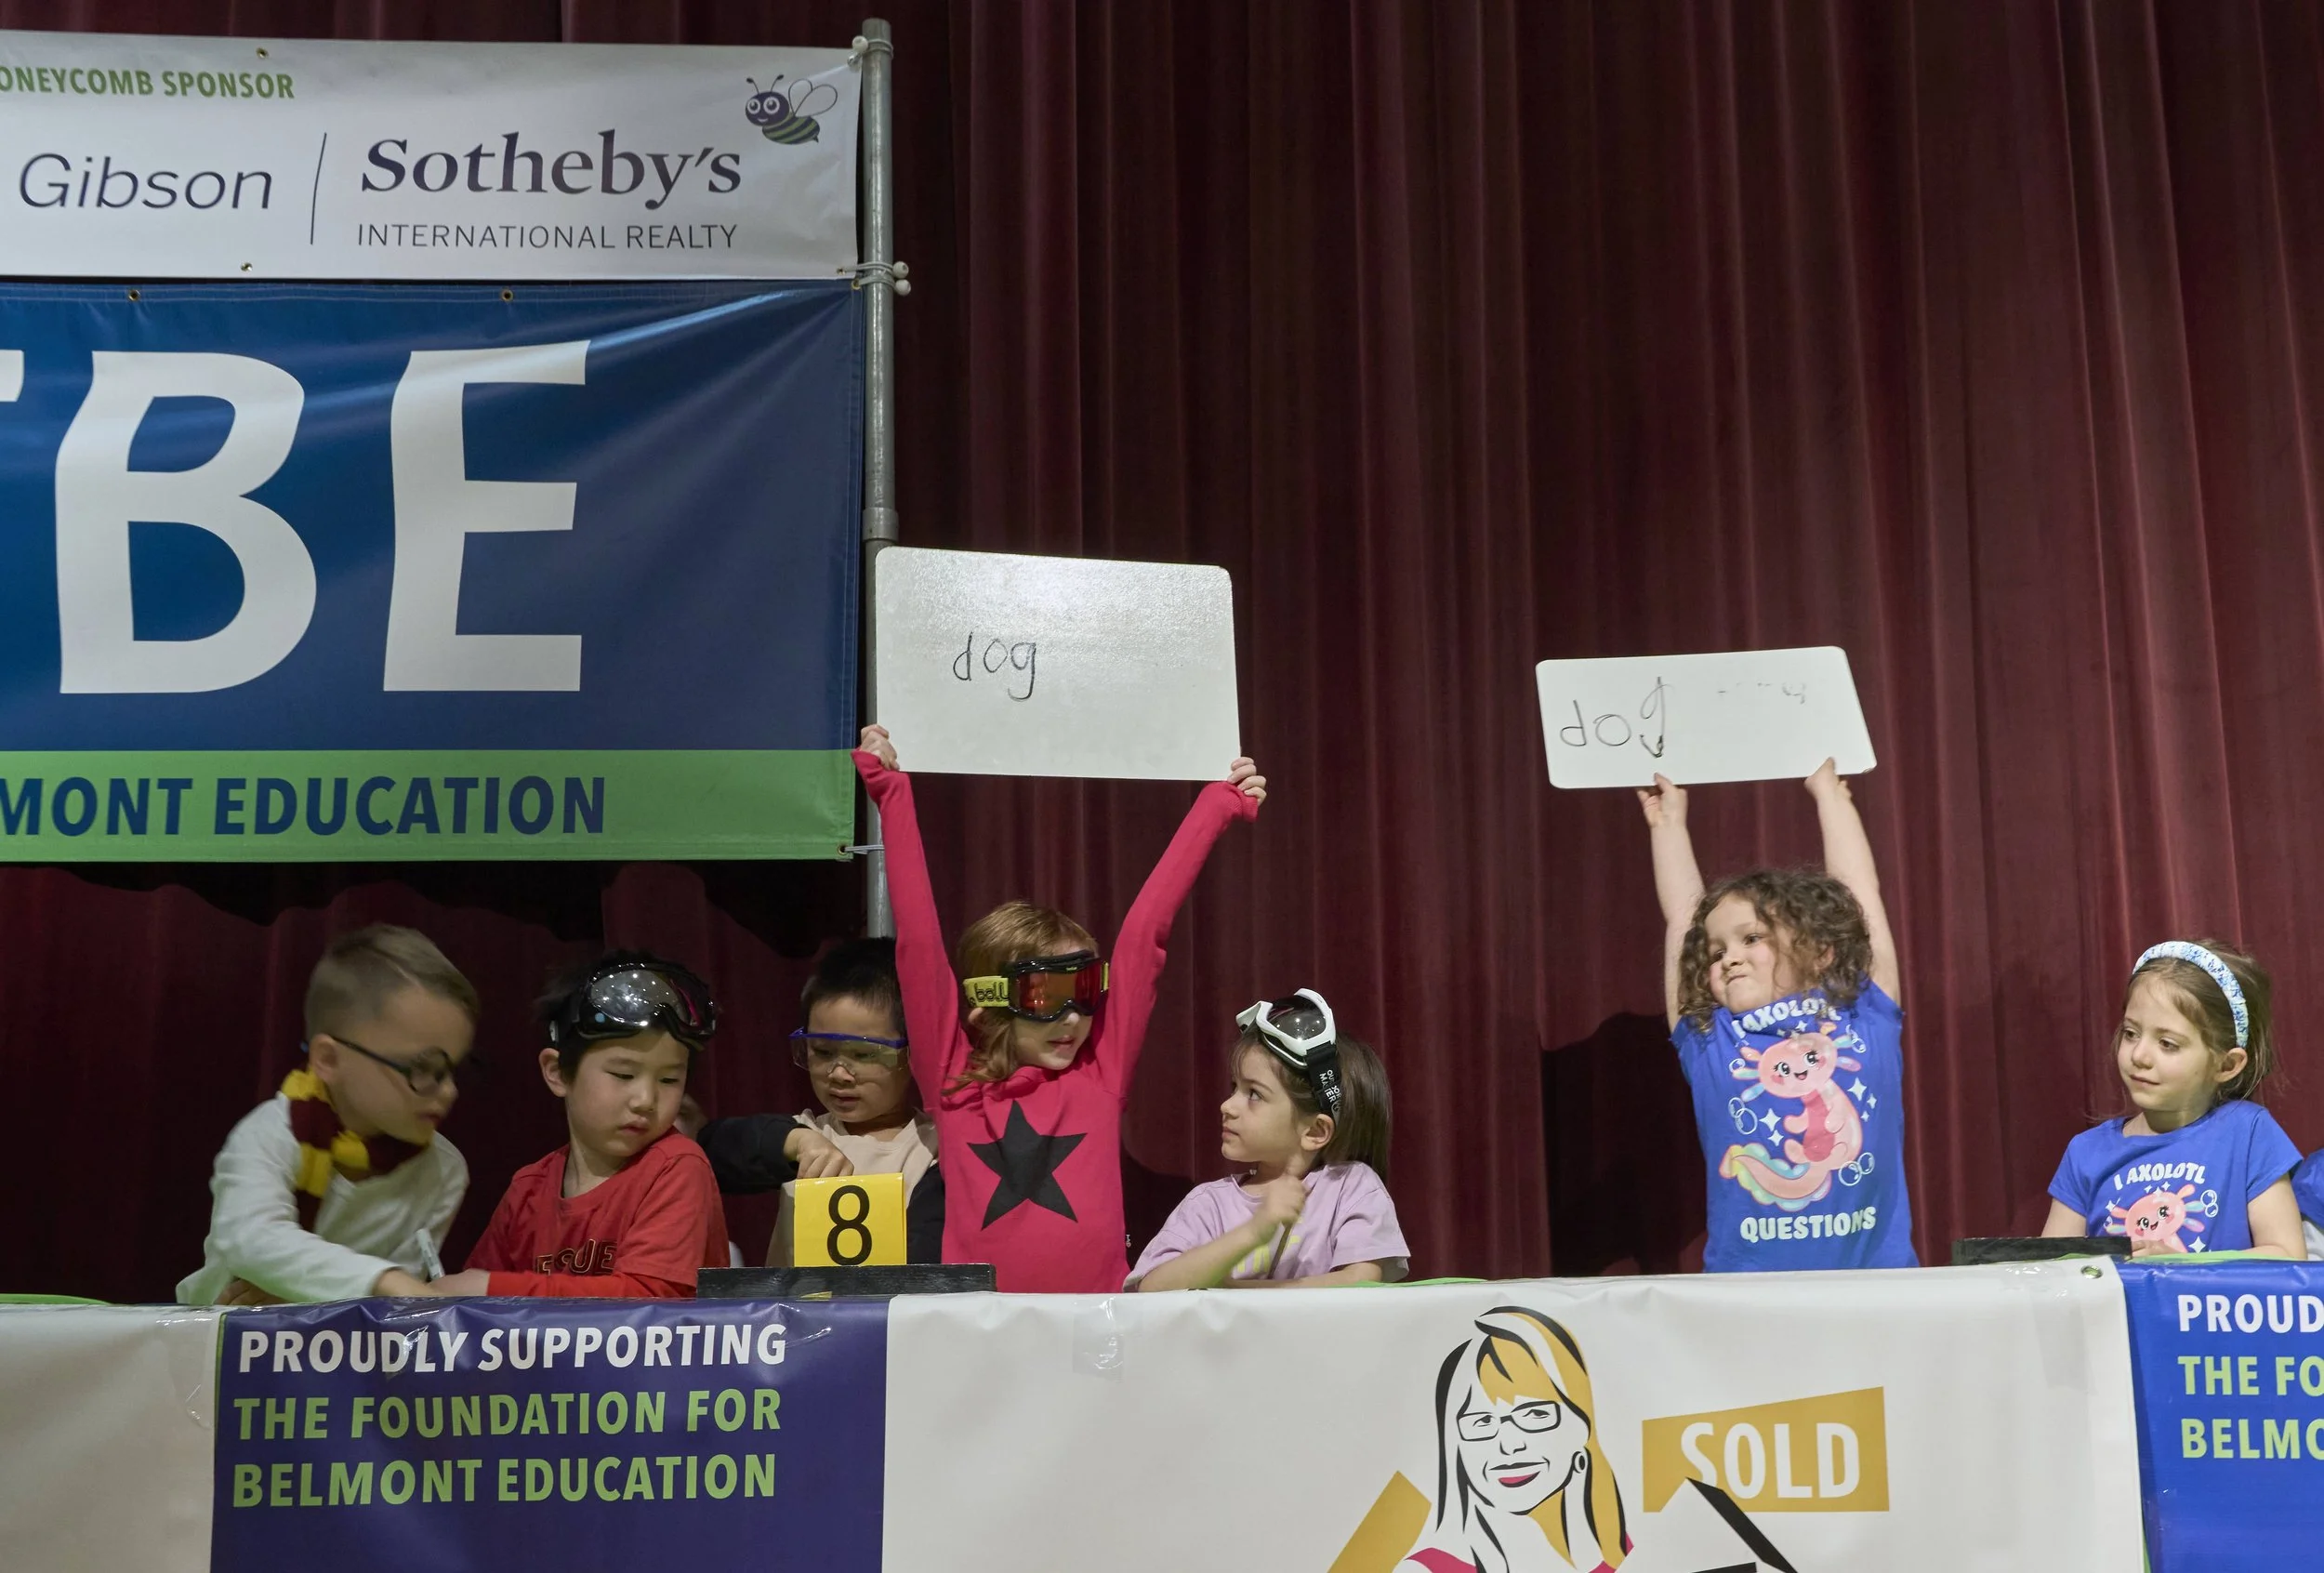 ONEYCOMB SPONSOR
Gibson | Sotheby's
INTERNATIONAL REALTY
BE
MONT EDUCATION
dog
dog
bollé
8
I AXOLOTL
QUESTIONS
I AXOLOTL
PROUDLY SUPPORTING
THE FOUNDATION FOR
BELMONT EDUCATION
SOLD
PROUD
THE FO
BELMO